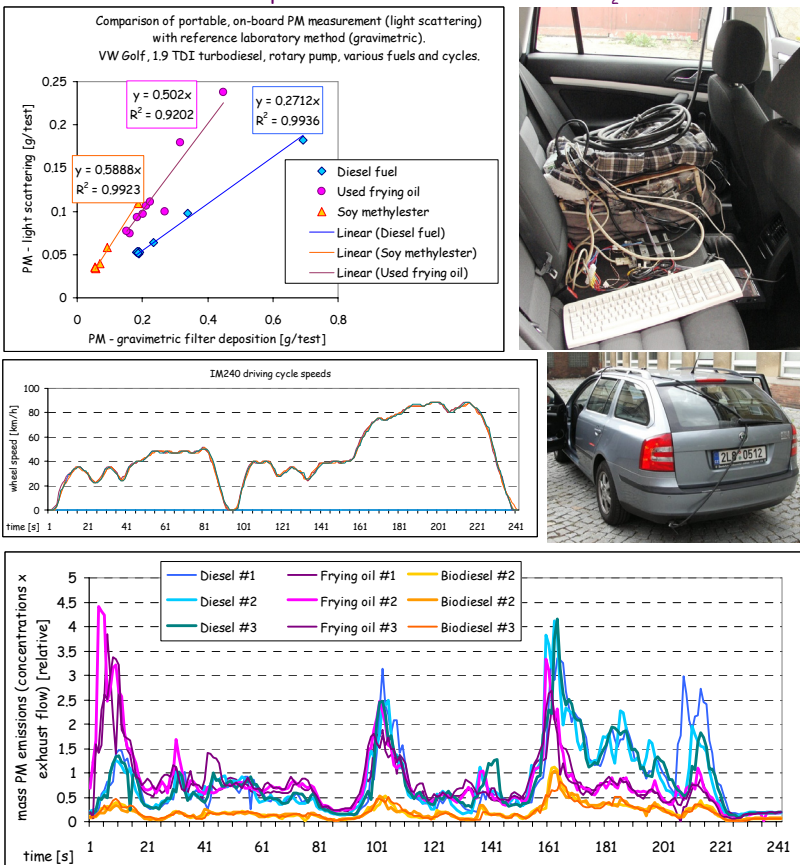 Comparison of portable, on-board PM measurement (light scattering)
with reference laboratory method (gravimetric).
VW Golf, 1.9 TDI turbodiesel, rotary pump, various fuels and cycles.
PM - light scattering [g/test]
0.25
0.2
0.15
0.1
0.05
0
y = 0.502x
R² = 0.9202
y = 0.2712x
R² = 0.9936
y = 0.5888x
R² = 0.9923
Diesel fuel
Used frying oil
Soy methylester
Linear (Diesel fuel)
Linear (Soy methylester)
Linear (Used frying oil)
0 0.2 0.4 0.6 0.8
PM - gravimetric filter deposition [g/test]
IM240 driving cycle speeds
wheel speed [km/h]
100
80
60
40
20
0
time [s] 1 21 41 61 81 101 121 141 161 181 201 221 241
mass PM emissions (concentrations x
exhaust flow) [relative]
5
4.5
4
3.5
3
2.5
2
1.5
1
0.5
0
Diesel #1 Frying oil #1 Biodiesel #2
Diesel #2 Frying oil #2 Biodiesel #2
Diesel #3 Frying oil #3 Biodiesel #3
1 21 41 61 81 101 121 141 161 181 201 221 241
time [s]